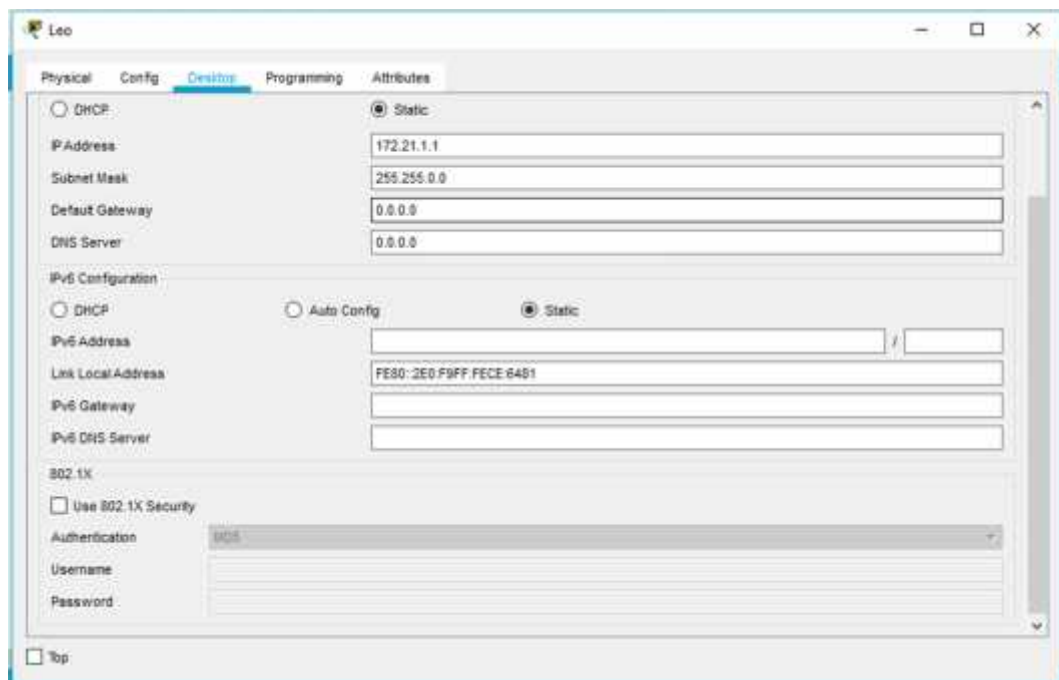 Leo
Physical Config Desktop Programming Attributes
DHCP Static
IP Address 172.21.1.1
Subnet Mask 255.255.0.0
Default Gateway 0.0.0.0
DNS Server 0.0.0.0
IPv6 Configuration
DHCP Auto Config Static
IPv6 Address /
Link Local Address FE80::2E0:F9FF:FECE:6481
IPv6 Gateway
IPv6 DNS Server
802.1X
Use 802.1X Security
Authentication MD5
Username
Password
Top